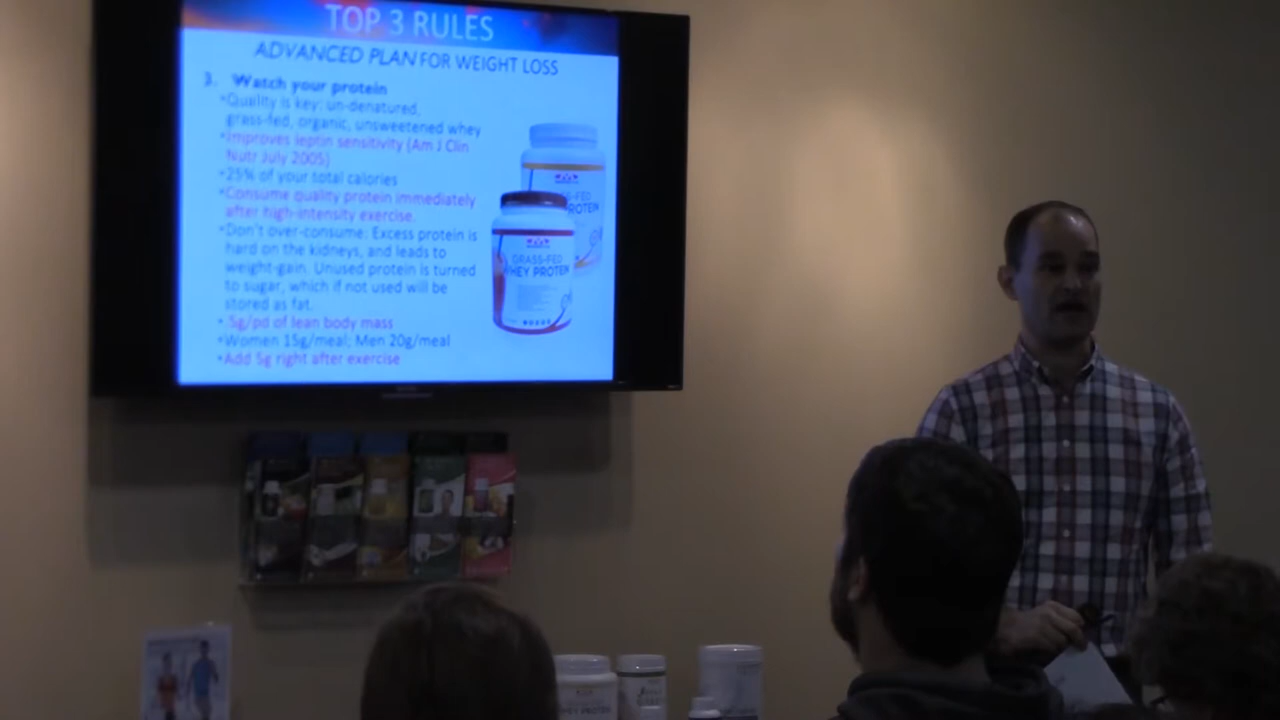 TOP 3 RULES
ADVANCED PLAN FOR WEIGHT LOSS
3. Watch your protein
•Quality is key: un-denatured,
grass-fed, organic, unsweetened whey
•Improves leptin sensitivity (Am J Clin
Nutr July 2005)
•25% of your total calories
•Consume quality protein immediately
after high-intensity exercise.
•Don't over-consume: Excess protein is
hard on the kidneys, and leads to
weight-gain. Unused protein is turned
to sugar, which if not used will be
stored as fat.
• .5g/pd of lean body mass
•Women 15g/meal; Men 20g/meal
•Add 5g right after exercise
GRASS-FED
WHEY PROTEIN
WHEY PROTEIN